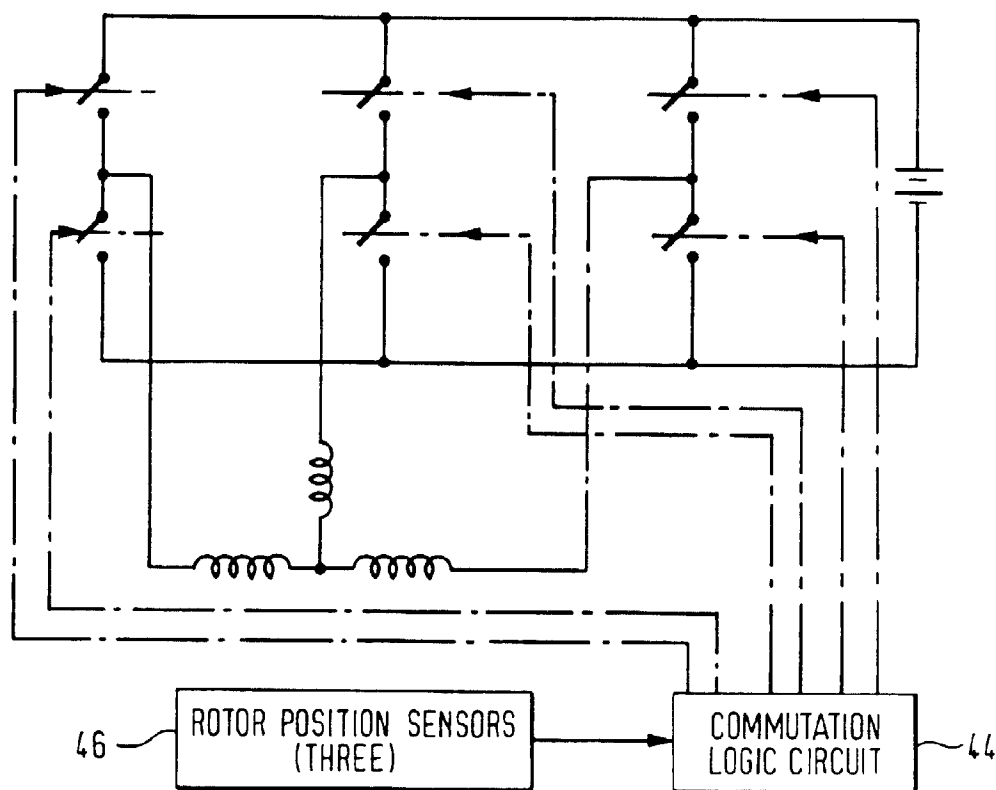 46
ROTOR POSITION SENSORS
(THREE)
COMMUTATION
LOGIC CIRCUIT
44